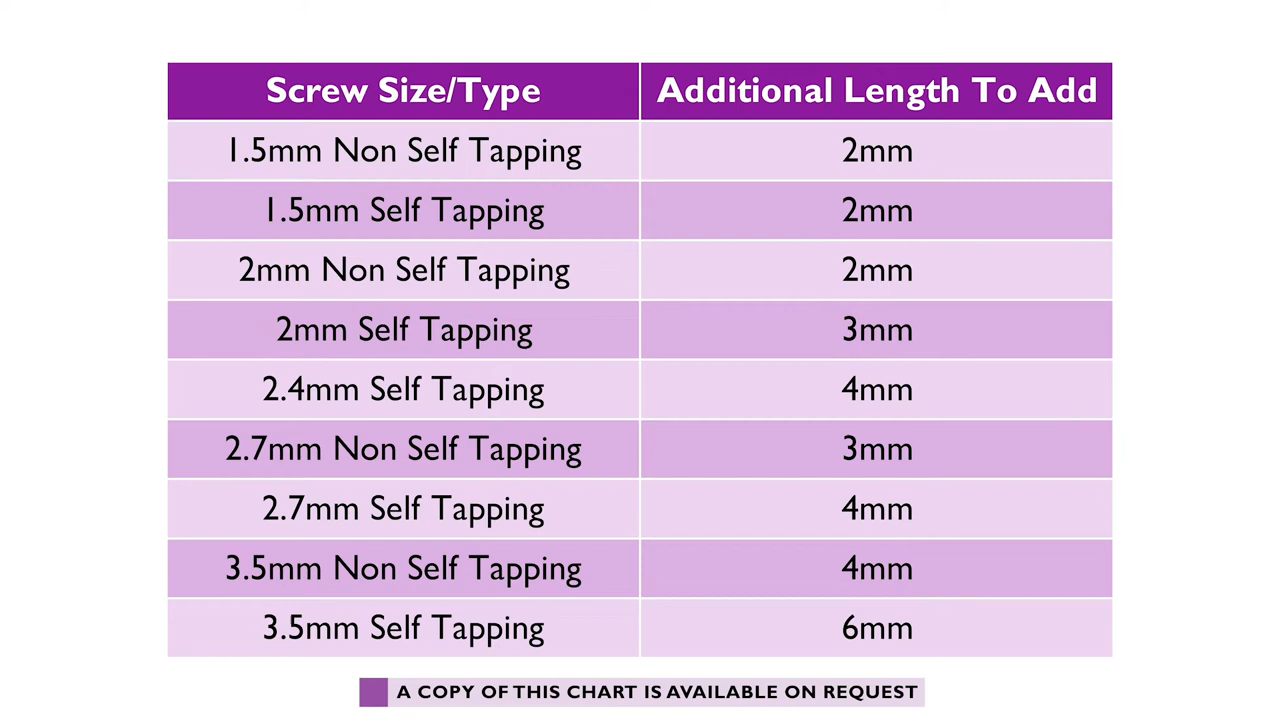 Screw Size/Type Additional Length To Add
1.5mm Non Self Tapping 2mm
1.5mm Self Tapping 2mm
2mm Non Self Tapping 2mm
2mm Self Tapping 3mm
2.4mm Self Tapping 4mm
2.7mm Non Self Tapping 3mm
2.7mm Self Tapping 4mm
3.5mm Non Self Tapping 4mm
3.5mm Self Tapping 6mm
A COPY OF THIS CHART IS AVAILABLE ON REQUEST